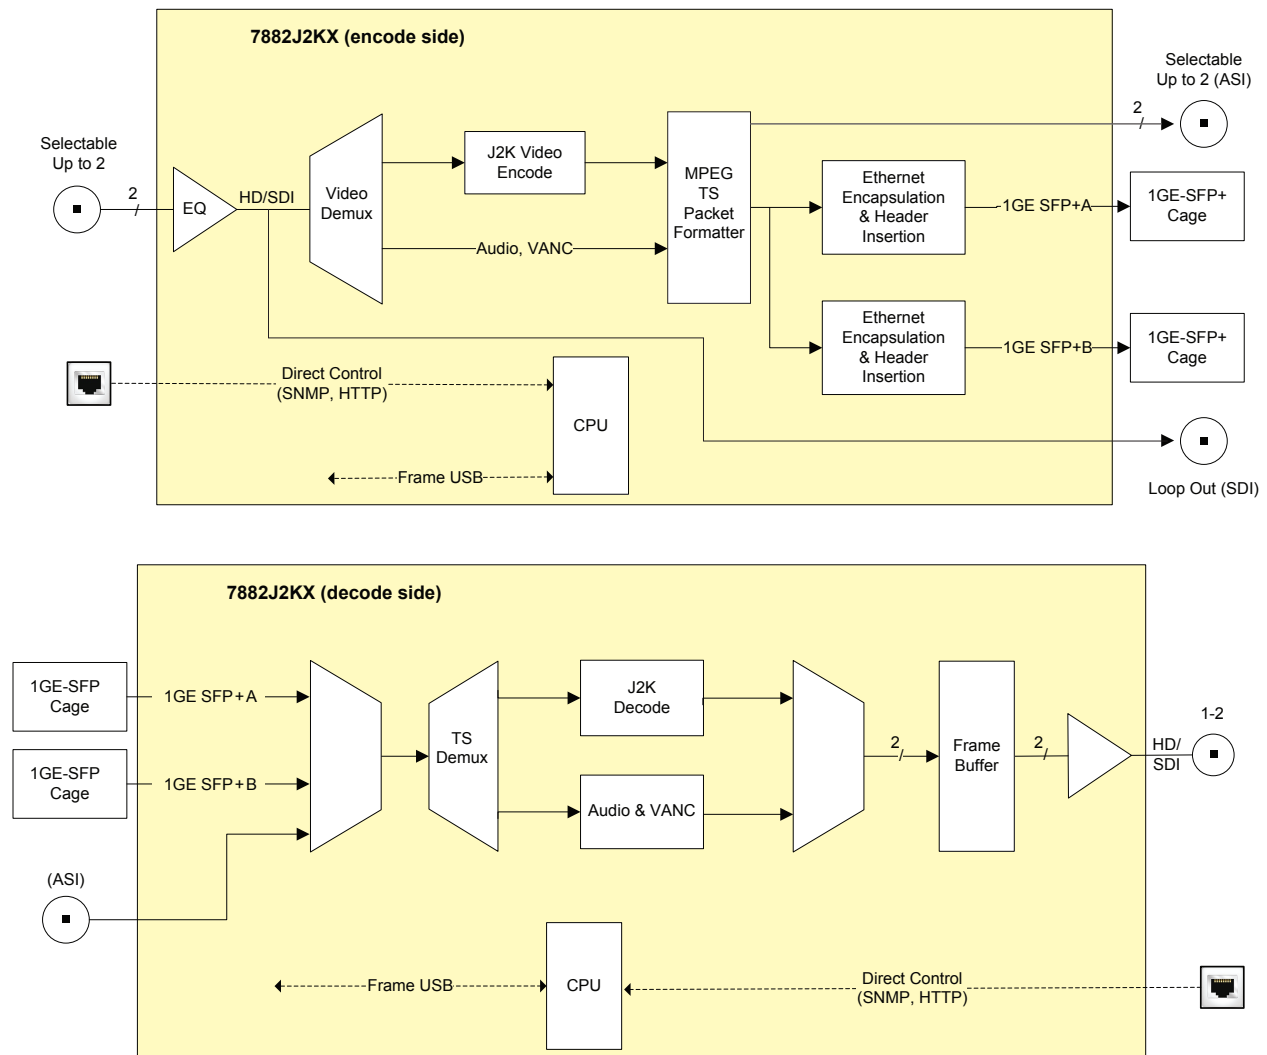 7882J2KX (encode side)
Selectable
Up to 2 (ASI)
2
Selectable
Up to 2
2
EQ
HD/SDI
Video
Demux
J2K Video
Encode
Audio, VANC
MPEG
TS
Packet
Formatter
Ethernet
Encapsulation
& Header
Insertion
1GE SFP+A
1GE-SFP+
Cage
Ethernet
Encapsulation
& Header
Insertion
1GE SFP+B
1GE-SFP+
Cage
Direct Control
(SNMP, HTTP)
CPU
Frame USB
Loop Out (SDI)
7882J2KX (decode side)
1GE-SFP
Cage
1GE SFP+A
1GE-SFP
Cage
1GE SFP+B
(ASI)
TS
Demux
J2K
Decode
Audio & VANC
2
Frame
Buffer
2
HD/
SDI
1-2
Frame USB
CPU
Direct Control
(SNMP, HTTP)